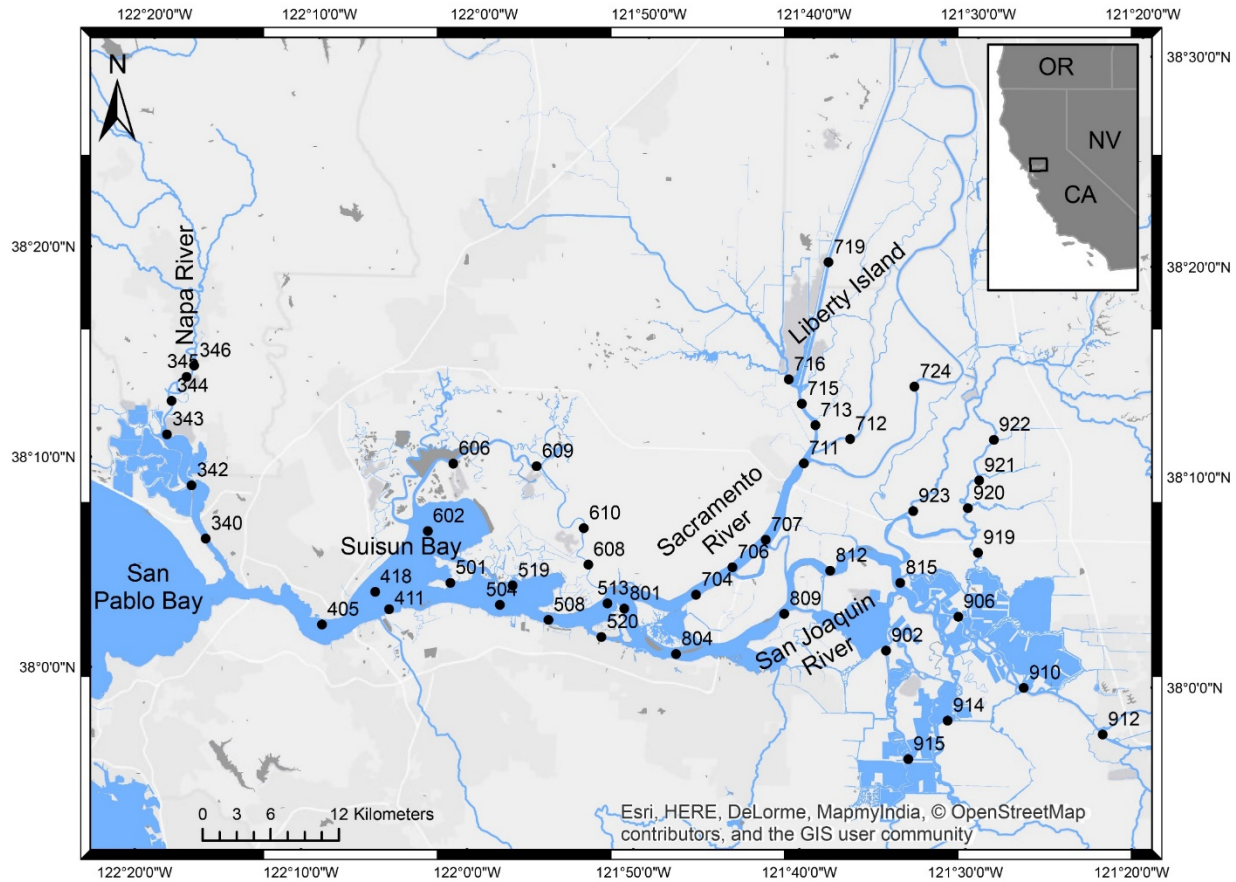 122°20'0"W 122°10'0"W 122°0'0"W 121°50'0"W 121°40'0"W 121°30'0"W 121°20'0"W
38°30'0"N
N
OR
NV
CA
38°20'0"N
38°20'0"N
719
Liberty Island
Napa River
346
345
344
343
716
715
724
713
712
711
922
38°10'0"N
38°10'0"N
606
609
921
920
342
610
923
340
602
Suisun Bay
Sacramento
River
707
919
608
706
812
San
Pablo Bay
418
501
519
513
801
704
815
411
504
508
809
San Joaquin
River
906
405
520
804
902
38°0'0"N
38°0'0"N
910
914
912
915
0 3 6 12 Kilometers
Esri, HERE, DeLorme, MapmyIndia, © OpenStreetMap
contributors, and the GIS user community
122°20'0"W 122°10'0"W 122°0'0"W 121°50'0"W 121°40'0"W 121°30'0"W 121°20'0"W